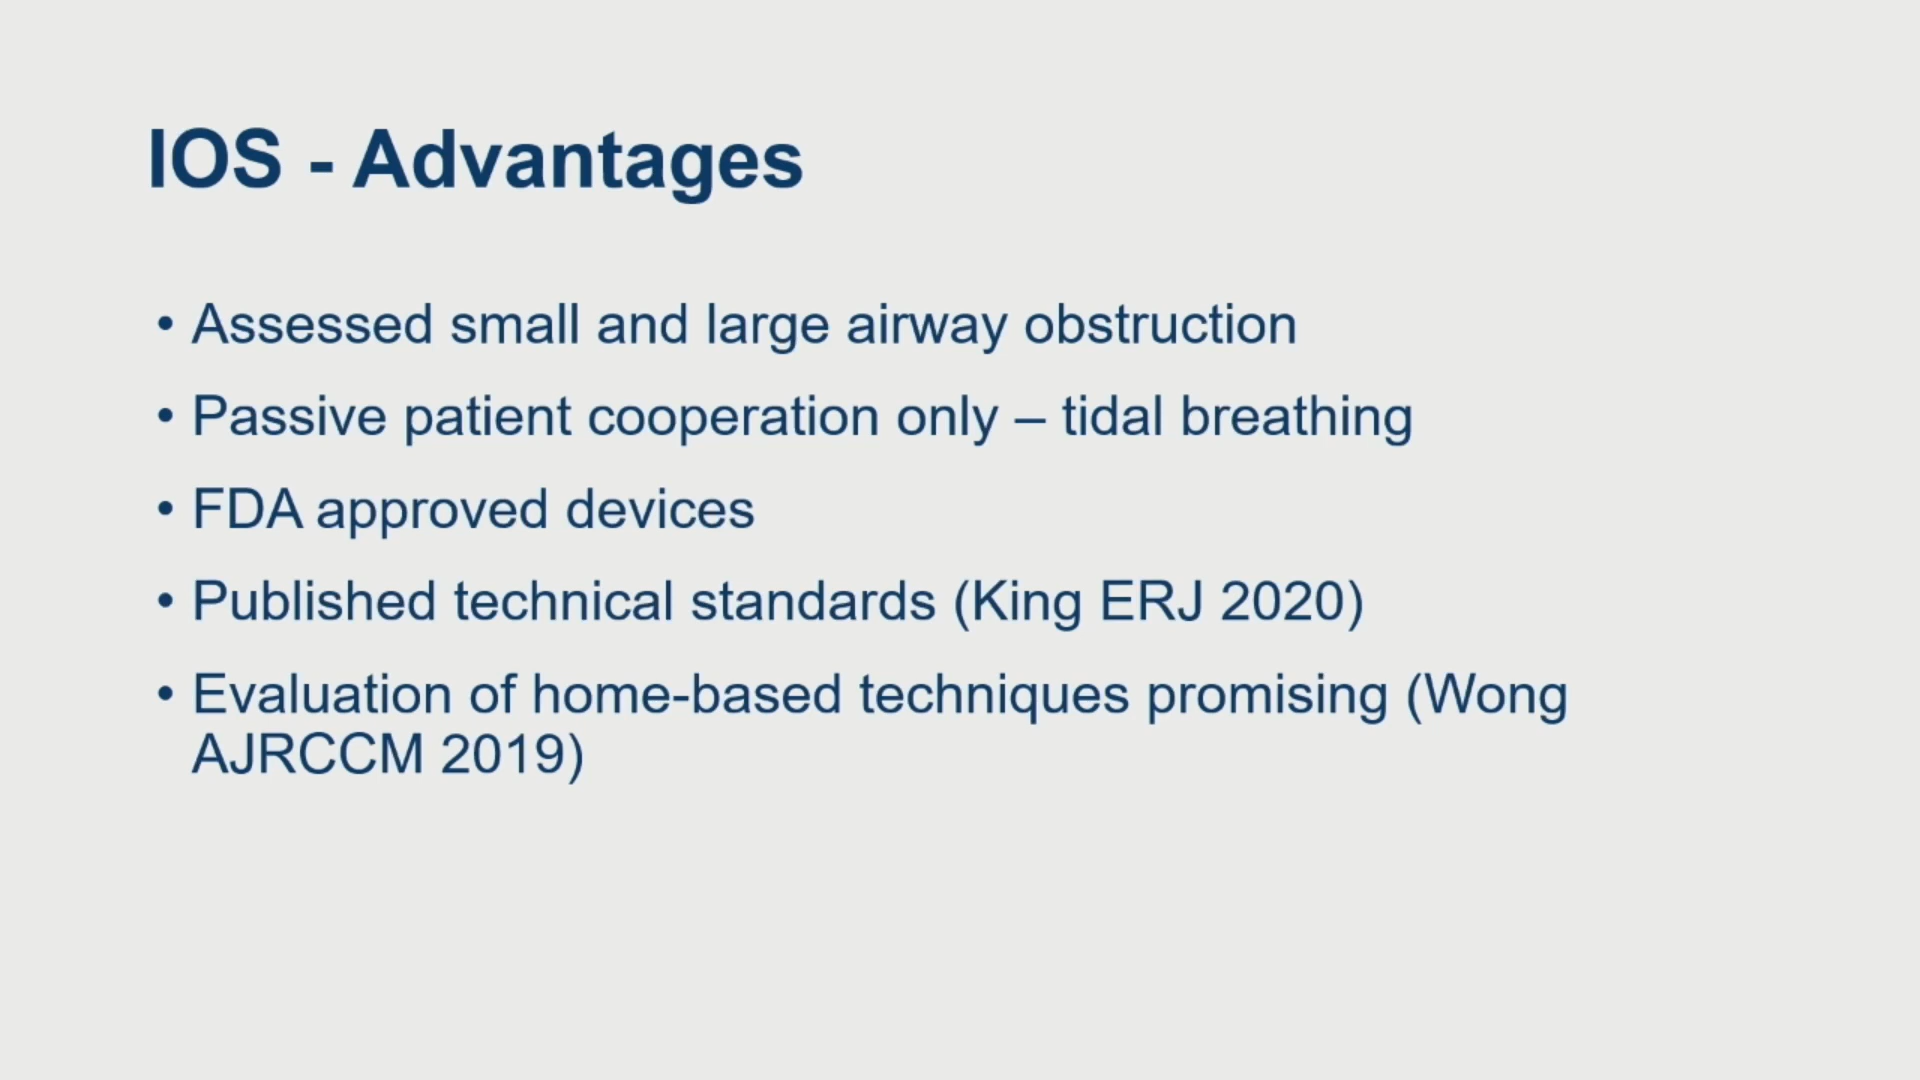 IOS - Advantages
• Assessed small and large airway obstruction
• Passive patient cooperation only – tidal breathing
• FDA approved devices
• Published technical standards (King ERJ 2020)
• Evaluation of home-based techniques promising (Wong
AJRCCM 2019)